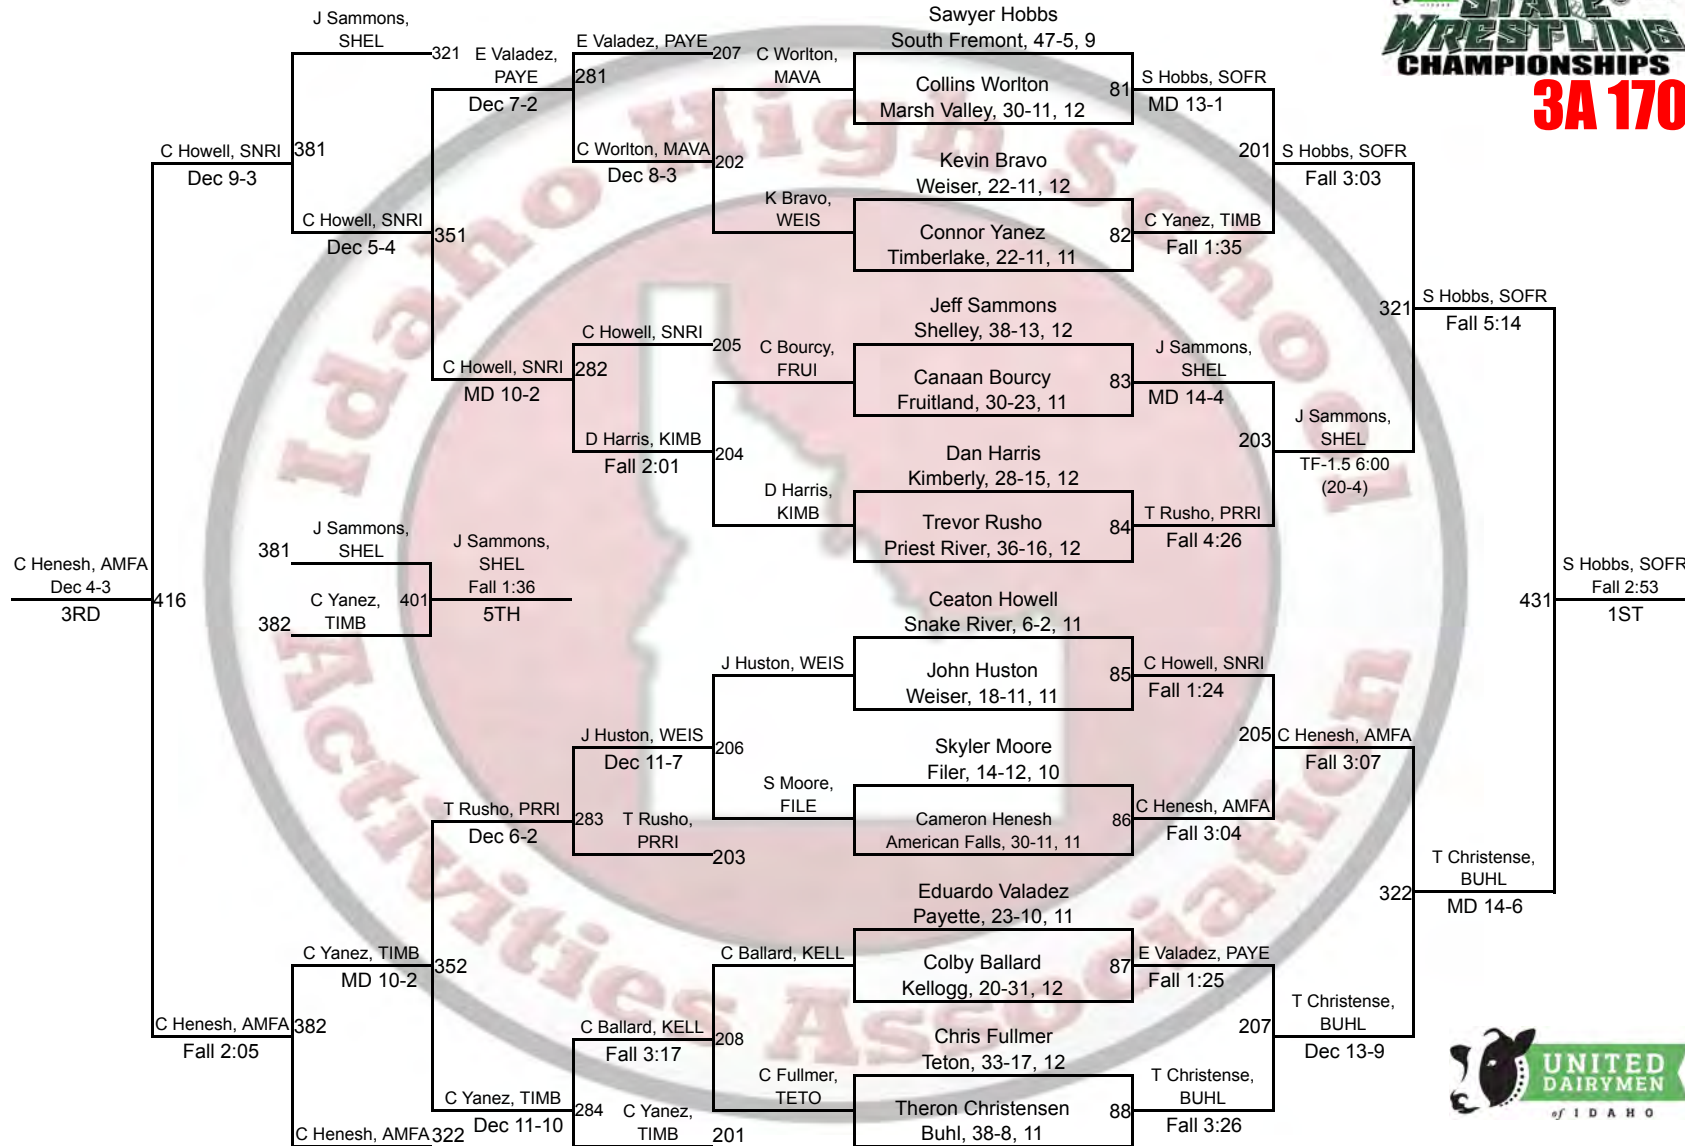 STATE
WRESTLING
CHAMPIONSHIPS
3A 170
Idaho High School
Activities Association
J Sammons,
SHEL
321
C Howell, SNRI
Dec 9-3
381
C Howell, SNRI
Dec 5-4
351
E Valadez,
PAYE
Dec 7-2
E Valadez, PAYE
207
281
C Worlton, MAVA
Dec 8-3
202
C Worlton,
MAVA
K Bravo,
WEIS
C Howell, SNRI
MD 10-2
C Howell, SNRI
205
282
D Harris, KIMB
Fall 2:01
204
C Bourcy,
FRUI
D Harris,
KIMB
C Henesh, AMFA
Dec 4-3
3RD
416
381
J Sammons,
SHEL
382
C Yanez,
TIMB
401
J Sammons,
SHEL
Fall 1:36
5TH
J Huston, WEIS
J Huston, WEIS
Dec 11-7
206
S Moore,
FILE
T Rusho, PRRI
Dec 6-2
283
T Rusho,
PRRI
203
C Yanez, TIMB
MD 10-2
352
C Henesh, AMFA
Fall 2:05
382
C Ballard, KELL
C Ballard, KELL
Fall 3:17
208
C Fullmer,
TETO
C Yanez, TIMB
Dec 11-10
284
C Yanez,
TIMB
201
C Henesh, AMFA
322
Sawyer Hobbs
South Fremont, 47-5, 9
Collins Worlton
Marsh Valley, 30-11, 12
81
S Hobbs, SOFR
MD 13-1
Kevin Bravo
Weiser, 22-11, 12
Connor Yanez
Timberlake, 22-11, 11
82
C Yanez, TIMB
Fall 1:35
201
S Hobbs, SOFR
Fall 3:03
Jeff Sammons
Shelley, 38-13, 12
Canaan Bourcy
Fruitland, 30-23, 11
83
J Sammons,
SHEL
MD 14-4
Dan Harris
Kimberly, 28-15, 12
Trevor Rusho
Priest River, 36-16, 12
84
T Rusho, PRRI
Fall 4:26
203
J Sammons,
SHEL
TF-1.5 6:00
(20-4)
321
S Hobbs, SOFR
Fall 5:14
Ceaton Howell
Snake River, 6-2, 11
John Huston
Weiser, 18-11, 11
85
C Howell, SNRI
Fall 1:24
Skyler Moore
Filer, 14-12, 10
Cameron Henesh
American Falls, 30-11, 11
86
C Henesh, AMFA
Fall 3:04
205
C Henesh, AMFA
Fall 3:07
Eduardo Valadez
Payette, 23-10, 11
Colby Ballard
Kellogg, 20-31, 12
87
E Valadez, PAYE
Fall 1:25
Chris Fullmer
Teton, 33-17, 12
Theron Christensen
Buhl, 38-8, 11
88
T Christense,
BUHL
Fall 3:26
207
T Christense,
BUHL
Dec 13-9
322
T Christense,
BUHL
MD 14-6
431
S Hobbs, SOFR
Fall 2:53
1ST
UNITED
DAIRYMEN
of IDAHO